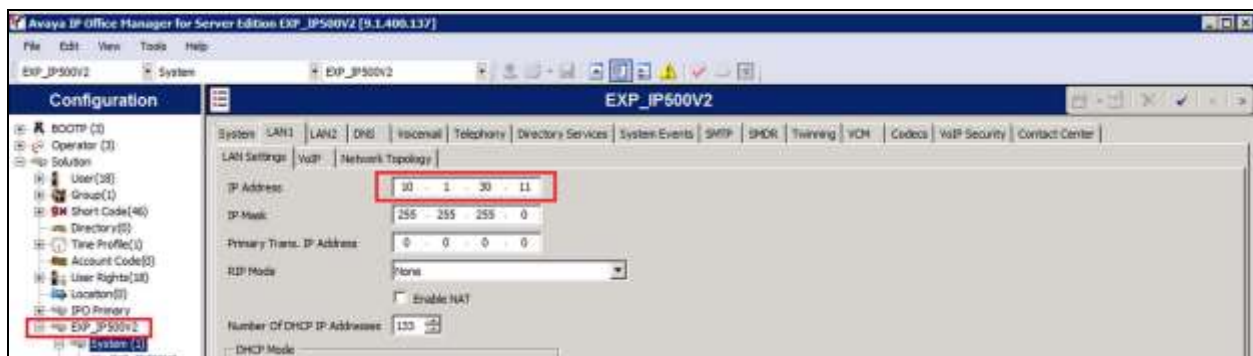 Avaya IP Office Manager for Server Edition EXP_IP500V2 [9.1.400.137]
File Edit View Tools Help
EXP_IP500V2 System EXP_IP500V2
Configuration
EXP_IP500V2
BOOTP (3)
Operator (3)
Solution
User(18)
Group(1)
Short Code(46)
Directory(0)
Time Profile(1)
Account Code(0)
User Rights(18)
Location(0)
IPO Primary
EXP_IP500V2
System (1)
System LAN1 LAN2 DNS Voicemail Telephony Directory Services System Events SMTP SMDR Twinning VCM Codecs VoIP Security Contact Center
LAN Settings VoIP Network Topology
IP Address 10 . 1 . 30 . 11
IP Mask 255 . 255 . 255 . 0
Primary Trans. IP Address 0 . 0 . 0 . 0
RIP Mode None
Enable NAT
Number Of DHCP IP Addresses 133
DHCP Mode